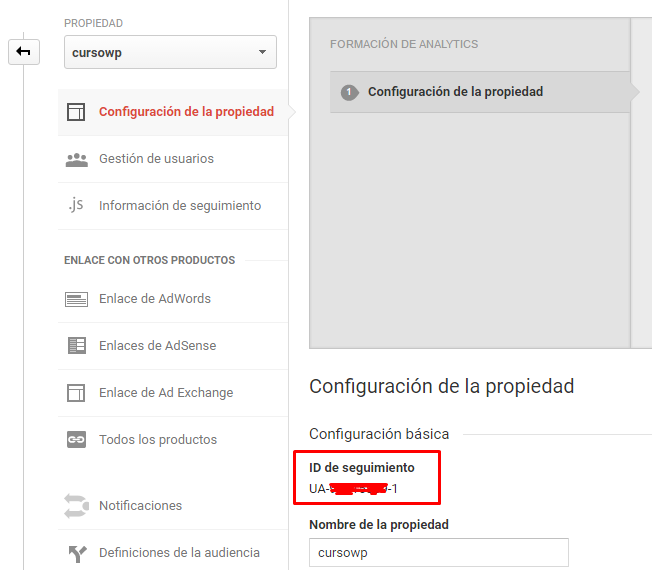 PROPIEDAD
cursowp
Configuración de la propiedad
Gestión de usuarios
.js
Información de seguimiento
ENLACE CON OTROS PRODUCTOS
Enlace de AdWords
Enlaces de AdSense
Enlace de Ad Exchange
Todos los productos
Notificaciones
Definiciones de la audiencia
FORMACIÓN DE ANALYTICS
1 Configuración de la propiedad
Configuración de la propiedad
Configuración básica
ID de seguimiento
UA- -1
Nombre de la propiedad
cursowp